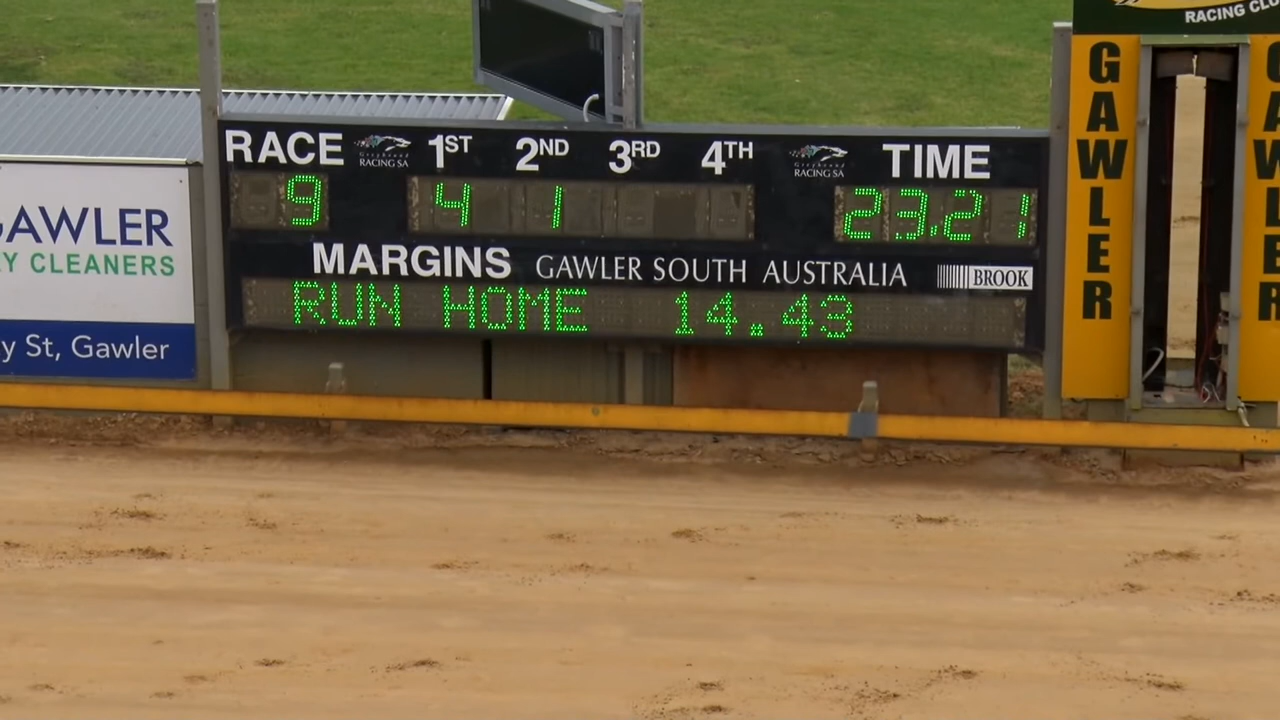 RACING CLU
RACE
Greyhound
RACING SA
1ST 2ND 3RD 4TH
Greyhound
RACING SA
TIME
9 4 1 23.21
MARGINS GAWLER SOUTH AUSTRALIA BROOK
RUN HOME 14.43
GAWLER
Y CLEANERS
y St, Gawler
GAWLER
GAWLER